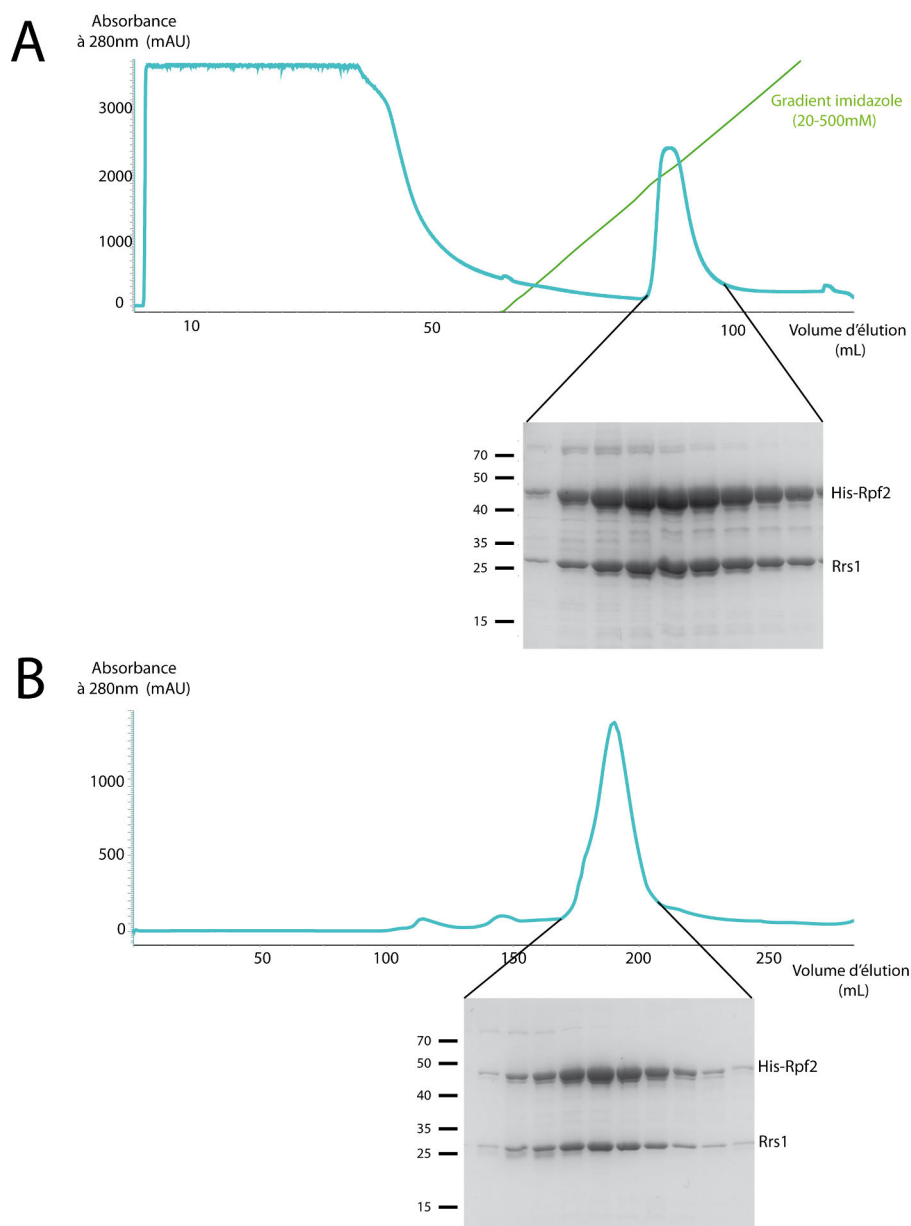 A
Absorbance
à 280nm (mAU)
3000
2000
1000
0
Gradient imidazole
(20-500mM)
10
50
100
Volume d'élution
(mL)
70
50
40
35
25
15
His-Rpf2
Rrs1
B
Absorbance
à 280nm (mAU)
1000
500
0
50
100
150
200
250
Volume d'élution
(mL)
70
50
40
35
25
15
His-Rpf2
Rrs1